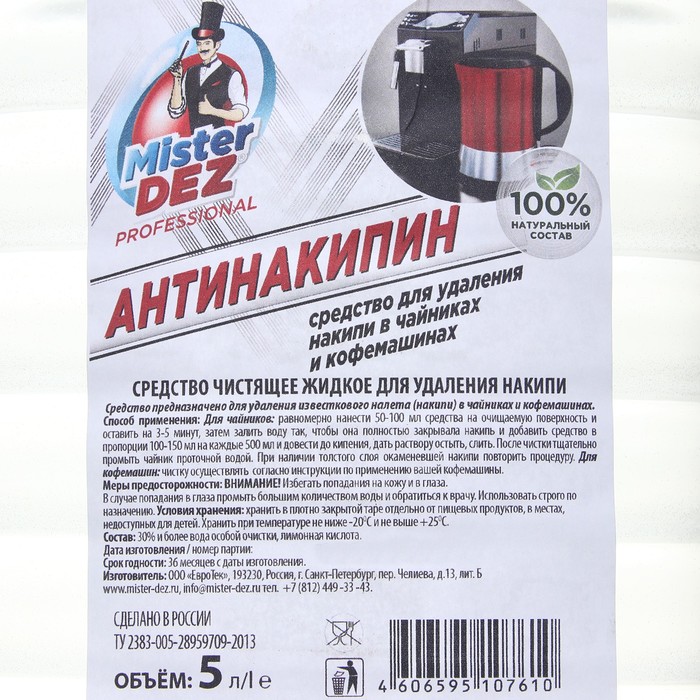 Mister
DEZ
PROFESSIONAL
100%
НАТУРАЛЬНЫЙ
СОСТАВ
АНТИНАКИПИН
средство для удаления
накипи в чайниках
и кофемашинах
СРЕДСТВО ЧИСТЯЩЕЕ ЖИДКОЕ ДЛЯ УДАЛЕНИЯ НАКИПИ
Средство предназначено для удаления известкового налета (накипи) в чайниках и кофемашинах.
Способ применения: Для чайников: равномерно нанести 50-100 мл средства на очищаемую поверхность и
оставить на 3-5 минут, затем залить воду так, чтобы она полностью закрывала накипь и добавить средство в
пропорции 100-150 мл на каждые 500 мл и довести до кипения, дать раствору остыть, слить. После чистки тщательно
промыть чайник проточной водой. При наличии толстого слоя окаменевшей накипи повторить процедуру. Для
кофемашин: чистку осуществлять согласно инструкции по применению вашей кофемашины.
Меры предосторожности: ВНИМАНИЕ! Избегать попадания на кожу и в глаза.
В случае попадания в глаза промыть большим количеством воды и обратиться к врачу. Использовать строго по
назначению. Условия хранения: хранить в плотно закрытой таре отдельно от пищевых продуктов, в местах,
недоступных для детей. Хранить при температуре не ниже -20°С и не выше +25°С.
Состав: 30% и более вода особой очистки, лимонная кислота.
Дата изготовления / номер партии:
Срок годности: 36 месяцев с даты изготовления.
Изготовитель: ООО «ЕвроТек», 193230, Россия, г. Санкт-Петербург, пер. Челиева, д.13, лит. Б
www-mister-dez.ru, info@mister-dez.ru тел. +7 (812) 449 -33 -43.
СДЕЛАНО В РОССИИ
ТУ 2383-005-28959709-2013
ОБЪЁМ: 5 л/l e
4 606595 107610